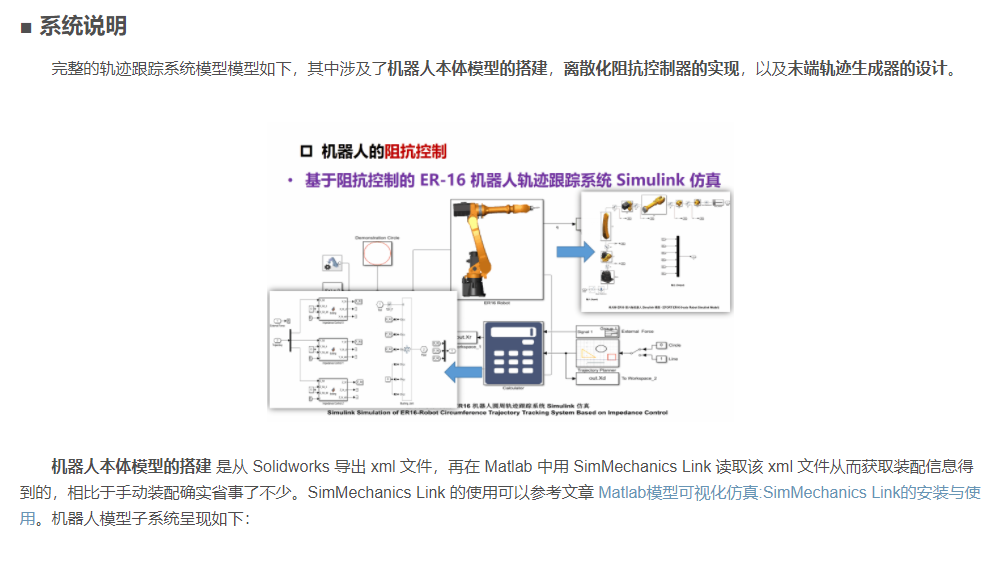 ■ 系统说明
完整的轨迹跟踪系统模型模型如下，其中涉及了机器人本体模型的搭建，离散化阻抗控制器的实现，以及末端轨迹生成器的设计。
机器人的阻抗控制
• 基于阻抗控制的 ER-16 机器人轨迹跟踪系统 Simulink 仿真
Demonstration Circle
ER16 Robot
Signal 1
External Force
Circle
Line
Trajectory Planner
out.Xd
To Workspace_2
Calculator
ER16 机器人圆周轨迹跟踪系统 Simulink 仿真
Simulink Simulation of ER16-Robot Circumference Trajectory Tracking System Based on Impedance Control
机器人本体模型的搭建 是从 Solidworks 导出 xml 文件，再在 Matlab 中用 SimMechanics Link 读取该 xml 文件从而获取装配信息得
到的，相比于手动装配确实省事了不少。SimMechanics Link 的使用可以参考文章 Matlab模型可视化仿真:SimMechanics Link的安装与使
用。机器人模型子系统呈现如下：